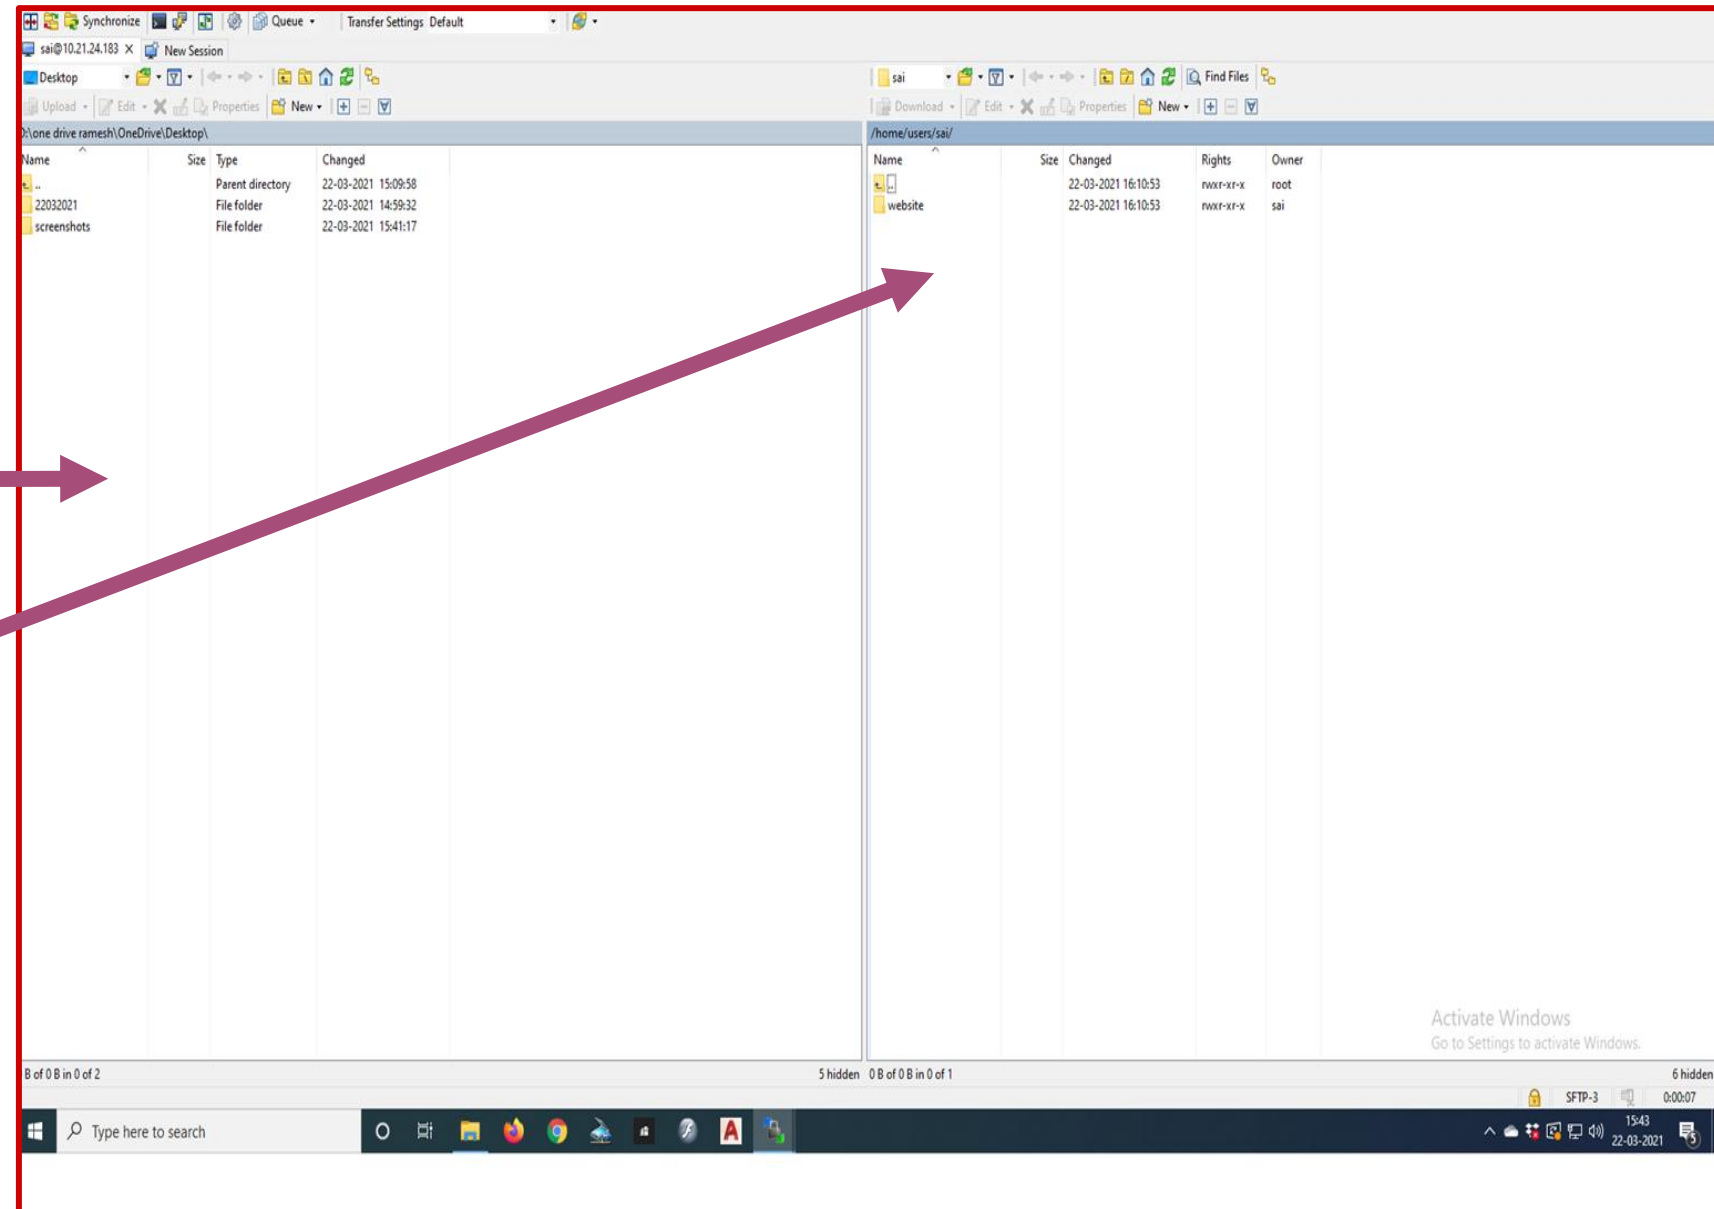 Synchronize Queue Transfer Settings Default
sai@10.21.24.183 X New Session
Desktop
Upload Edit Properties New
:\one drive ramesh\OneDrive\Desktop\
Name Size Type Changed
.. Parent directory 22-03-2021 15:09:58
22032021 File folder 22-03-2021 14:59:32
screenshots File folder 22-03-2021 15:41:17
B of 0 B in 0 of 2 5 hidden
sai Find Files
Download Edit Properties New
/home/users/sai/
Name Size Changed Rights Owner
.. 22-03-2021 16:10:53 rwxr-xr-x root
website 22-03-2021 16:10:53 rwxr-xr-x sai
Activate Windows
Go to Settings to activate Windows.
0 B of 0 B in 0 of 1 6 hidden
SFTP-3 0:00:07
Type here to search
A
15:43
22-03-2021
5